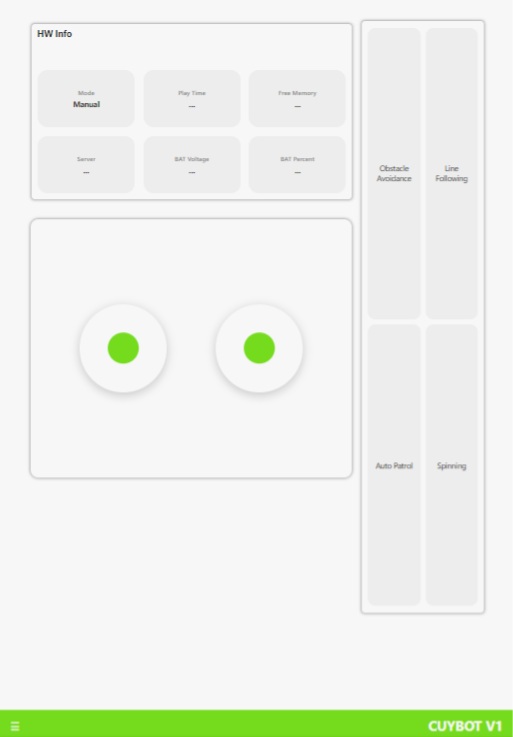 HW Info
Mode
Manual
Play Time
---
Free Memory
---
Server
---
BAT Voltage
---
BAT Percent
---
Obstacle
Avoidance
Line
Following
Auto Patrol
Spinning
CUYBOT V1